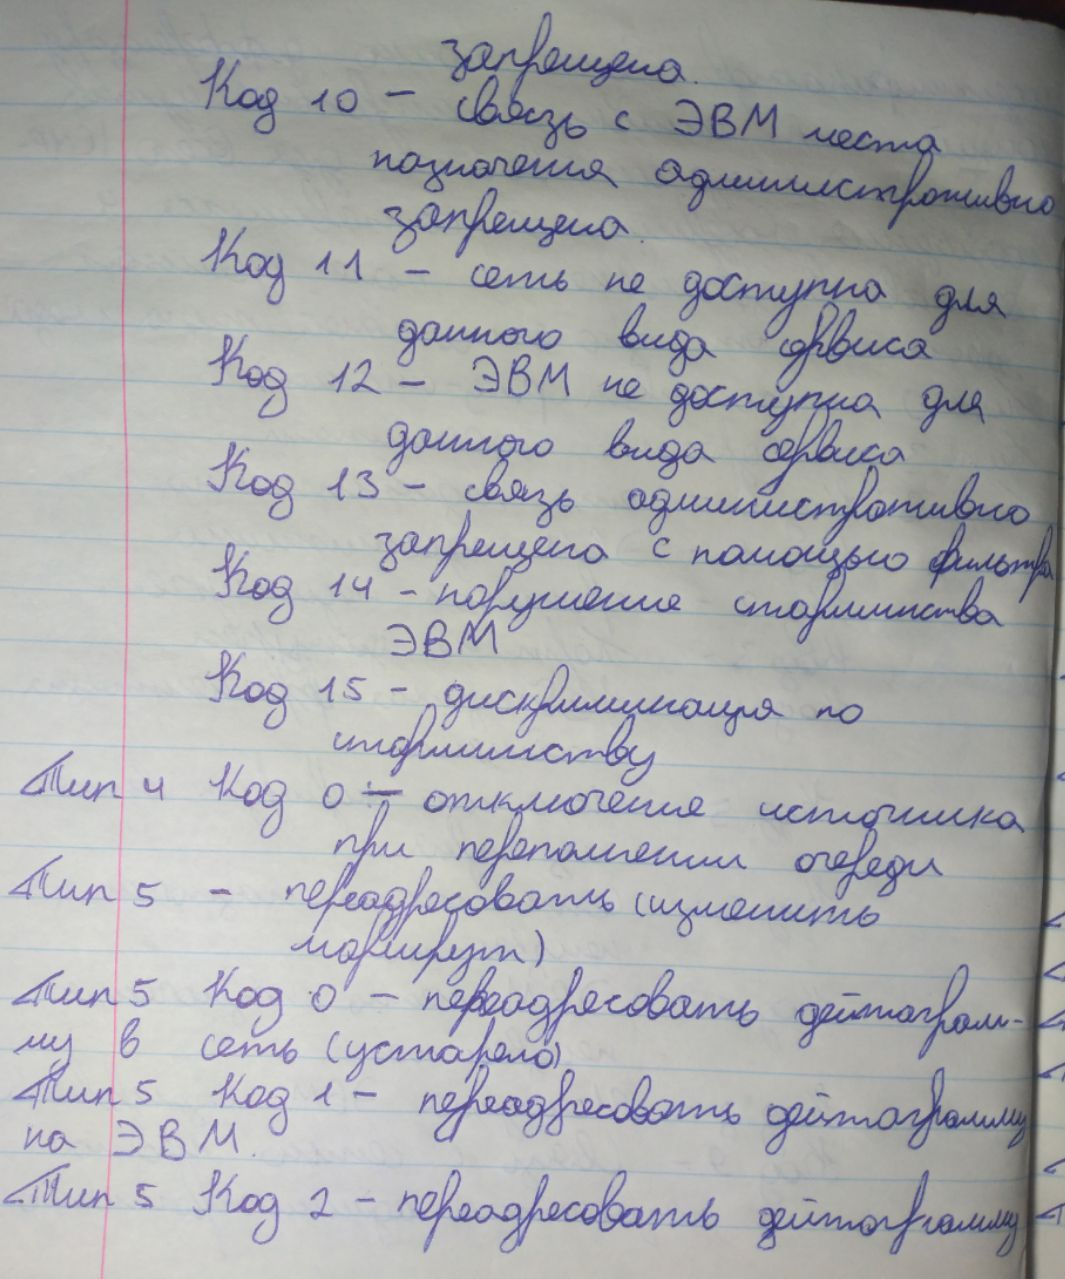 запрещена.
Код 10 - связь с ЭВМ места
назначения административно
запрещена.
Код 11 - сеть не доступна для
данного вида сервиса
Код 12 - ЭВМ не доступна для
данного вида сервиса
Код 13 - связь административно
запрещена с помощью фильтра
Код 14 - нарушение старшинства
ЭВМ
Код 15 - дискриминация по
старшинству
Тип 4 Код 0 - отключение источника
при переполнении очереди
Тип 5 - переадресовать (изменить
маршрут)
Тип 5 Код 0 - переадресовать дейтаграм-
му в сеть (устарело)
Тип 5 Код 1 - переадресовать дейтаграмму
на ЭВМ.
Тип 5 Код 2 - переадресовать дейтаграмму